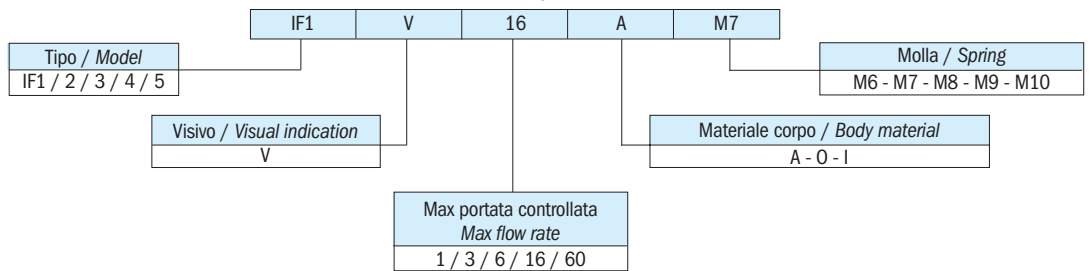 IF1 V 16 A M7
Tipo / Model
IF1 / 2 / 3 / 4 / 5
Molla / Spring
M6 - M7 - M8 - M9 - M10
Visivo / Visual indication
V
Materiale corpo / Body material
A - O - I
Max portata controllata
Max flow rate
1 / 3 / 6 / 16 / 60